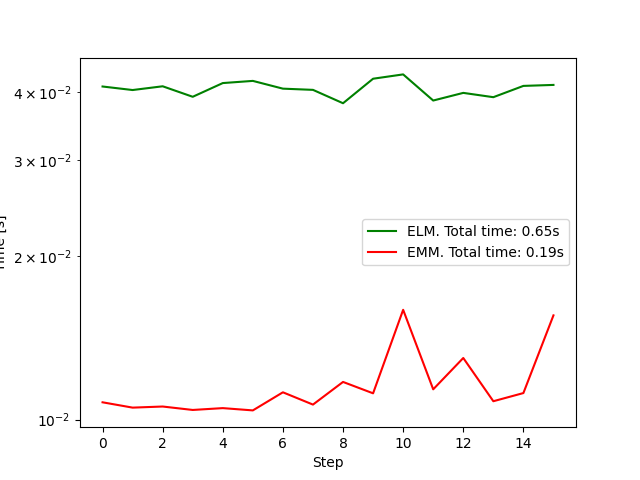 4 × 10⁻²
3 × 10⁻²
2 × 10⁻²
10⁻²
ELM. Total time: 0.65s
EMM. Total time: 0.19s
0 2 4 6 8 10 12 14
Step